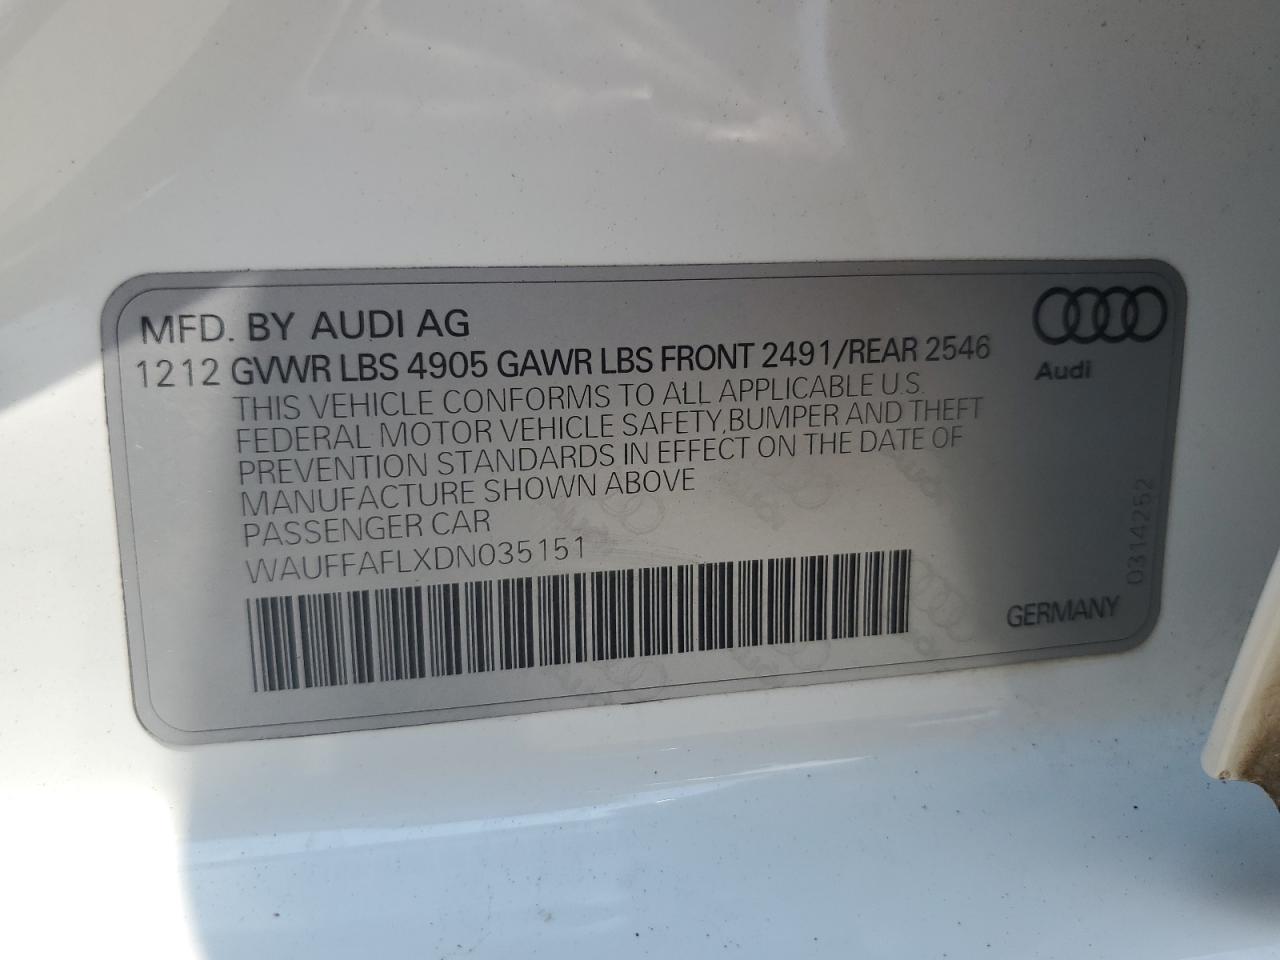 MFD. BY AUDI AG
1212 GVWR LBS 4905 GAWR LBS FRONT 2491/REAR 2546
THIS VEHICLE CONFORMS TO ALL APPLICABLE U.S.
FEDERAL MOTOR VEHICLE SAFETY, BUMPER AND THEFT
PREVENTION STANDARDS IN EFFECT ON THE DATE OF
MANUFACTURE SHOWN ABOVE
PASSENGER CAR
WAUFFAFLXDN035151
Audi
0314252
GERMANY